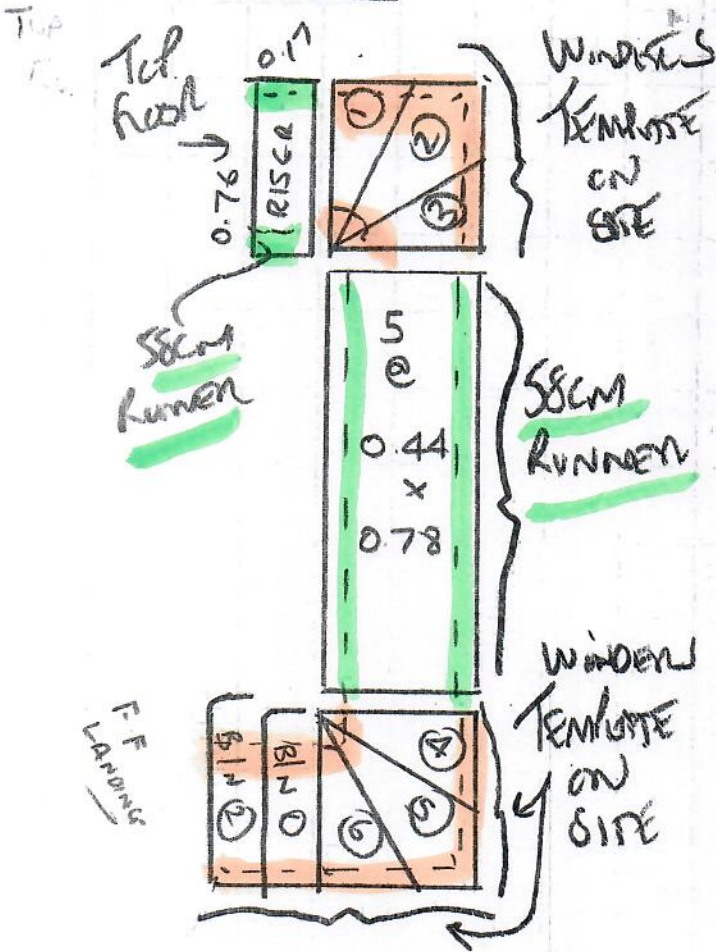 TOP
FLOOR
0.17
0.76
RISER
①
②
③
WINDERS
TEMPLATE
ON
SITE
58CM
RUNNER
5
@
0.44
x
0.78
58CM
RUNNER
WINDERS
TEMPLATE
ON
SITE
④
⑤
⑥
① N
② N
F.F
LANDING